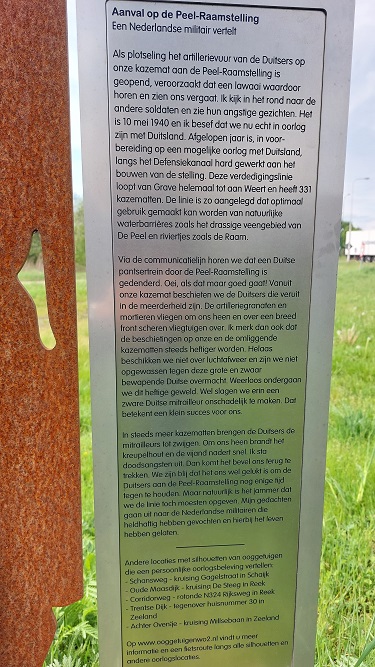 Aanval op de Peel-Raamstelling
Een Nederlandse militair vertelt
Als plotseling het artillerievuur van de Duitsers op
onze kazemat aan de Peel-Raamstelling is
geopend, veroorzaakt dat een lawaai waardoor
horen en zien ons vergaat. Ik kijk in het rond naar de
andere soldaten en zie hun angstige gezichten. Het
is 10 mei 1940 en ik besef dat we nu echt in oorlog
zijn met Duitsland. Afgelopen jaar is, in voor-
bereiding op een mogelijke oorlog met Duitsland,
langs het Defensiekanaal hard gewerkt aan het
bouwen van de stelling. Deze verdedigingslinie
loopt van Grave helemaal tot aan Weert en heeft 331
kazematten. De linie is zo aangelegd dat optimaal
gebruik gemaakt kan worden van natuurlijke
waterbarrières zoals het drassige veengebied van
De Peel en riviertjes zoals de Raam.
Via de communicatielijn horen we dat een Duitse
pantsertrein door de Peel-Raamstelling is
gedenderd. Oei, als dat maar goed gaat! Vanuit
onze kazemat beschieten we de Duitsers die veruit
in de meerderheid zijn. De artilleriegranaten en
mortieren vliegen om ons heen en over een breed
front scheren vliegtuigen over. Ik merk dan ook dat
de beschietingen op onze en de omliggende
kazematten steeds heftiger worden. Helaas
beschikken we niet over luchtafweer en zijn we niet
opgewassen tegen deze grote en zwaar
bewapende Duitse overmacht. Weerloos ondergaan
we dit heftige geweld. Wel slagen we erin een
zware Duitse mitrailleur onschadelijk te maken. Dat
betekent een klein succes voor ons.
In steeds meer kazematten brengen de Duitsers de
mitrailleurs tot zwijgen. Om ons heen brandt het
kreupelhout en de vijand nadert snel. Ik sta
doodsangsten uit. Dan komt het bevel ons terug te
trekken. We zijn blij dat het ons wel gelukt is om de
Duitsers aan de Peel-Raamstelling nog enige tijd
tegen te houden. Maar natuurlijk is het jammer dat
we de linie toch moesten opgeven. Mijn gedachten
gaan uit naar de Nederlandse militairen die
heldhaftig hebben gevochten en hierbij het leven
hebben gelaten.
Andere locaties met silhouetten van ooggetuigen
die een persoonlijke oorlogsbeleving vertellen:
- Schansweg - kruising Gagelstraat in Schaijk
- Oude Maasdijk - kruising De Steeg in Reek
- Corridorweg - rotonde N324 Rijksweg in Reek
- Trentse Dijk - tegenover huisnummer 30 in
Zeeland
- Achter Oventje - kruising Millsebaan in Zeeland
Op www.ooggetuigenwo2.nl vindt u meer
informatie en een fietsroute langs alle silhouetten en
andere oorlogslocaties.